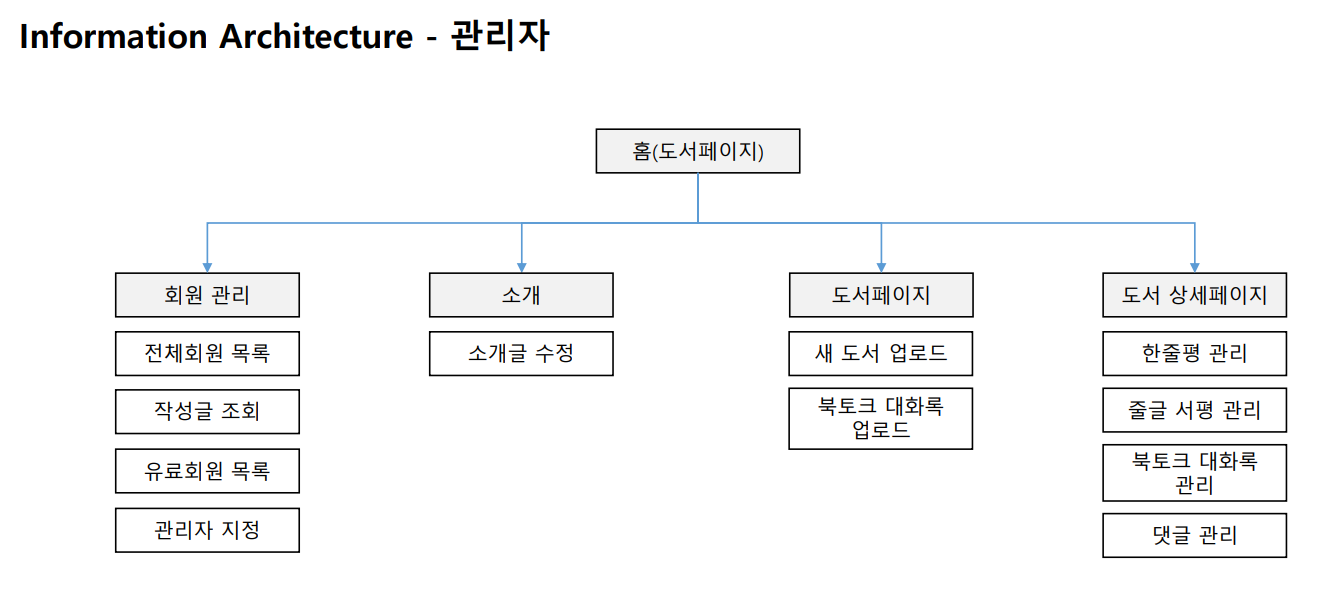 Information Architecture - 관리자
홈(도서페이지)
회원 관리
전체회원 목록
작성글 조회
유료회원 목록
관리자 지정
소개
소개글 수정
도서페이지
새 도서 업로드
북토크 대화록
업로드
도서 상세페이지
한줄평 관리
줄글 서평 관리
북토크 대화록
관리
댓글 관리